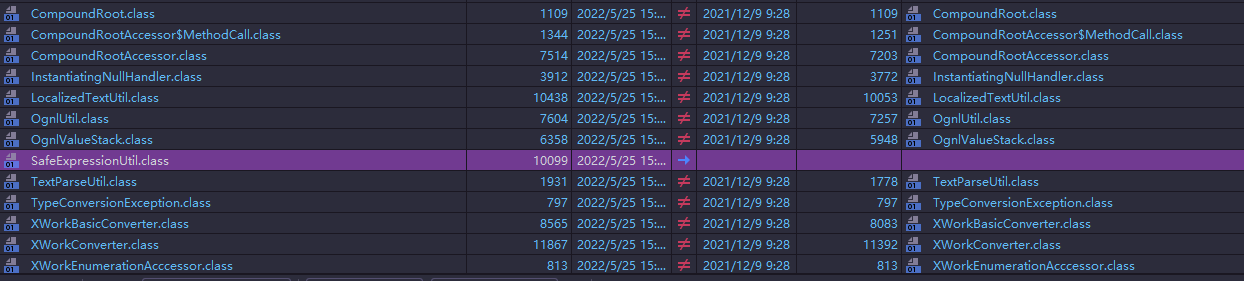 CompoundRoot.class 1109 2022/5/25 15:... ≠ 2021/12/9 9:28 1109 CompoundRoot.class
CompoundRootAccessor$MethodCall.class 1344 2022/5/25 15:... ≠ 2021/12/9 9:28 1251 CompoundRootAccessor$MethodCall.class
CompoundRootAccessor.class 7514 2022/5/25 15:... ≠ 2021/12/9 9:28 7203 CompoundRootAccessor.class
InstantiatingNullHandler.class 3912 2022/5/25 15:... ≠ 2021/12/9 9:28 3772 InstantiatingNullHandler.class
LocalizedTextUtil.class 10438 2022/5/25 15:... ≠ 2021/12/9 9:28 10053 LocalizedTextUtil.class
OgnlUtil.class 7604 2022/5/25 15:... ≠ 2021/12/9 9:28 7257 OgnlUtil.class
OgnlValueStack.class 6358 2022/5/25 15:... ≠ 2021/12/9 9:28 5948 OgnlValueStack.class
SafeExpressionUtil.class 10099 2022/5/25 15:... →
TextParseUtil.class 1931 2022/5/25 15:... ≠ 2021/12/9 9:28 1778 TextParseUtil.class
TypeConversionException.class 797 2022/5/25 15:... ≠ 2021/12/9 9:28 797 TypeConversionException.class
XWorkBasicConverter.class 8565 2022/5/25 15:... ≠ 2021/12/9 9:28 8083 XWorkBasicConverter.class
XWorkConverter.class 11867 2022/5/25 15:... ≠ 2021/12/9 9:28 11392 XWorkConverter.class
XWorkEnumerationAcccessor.class 813 2022/5/25 15:... ≠ 2021/12/9 9:28 813 XWorkEnumerationAcccessor.class